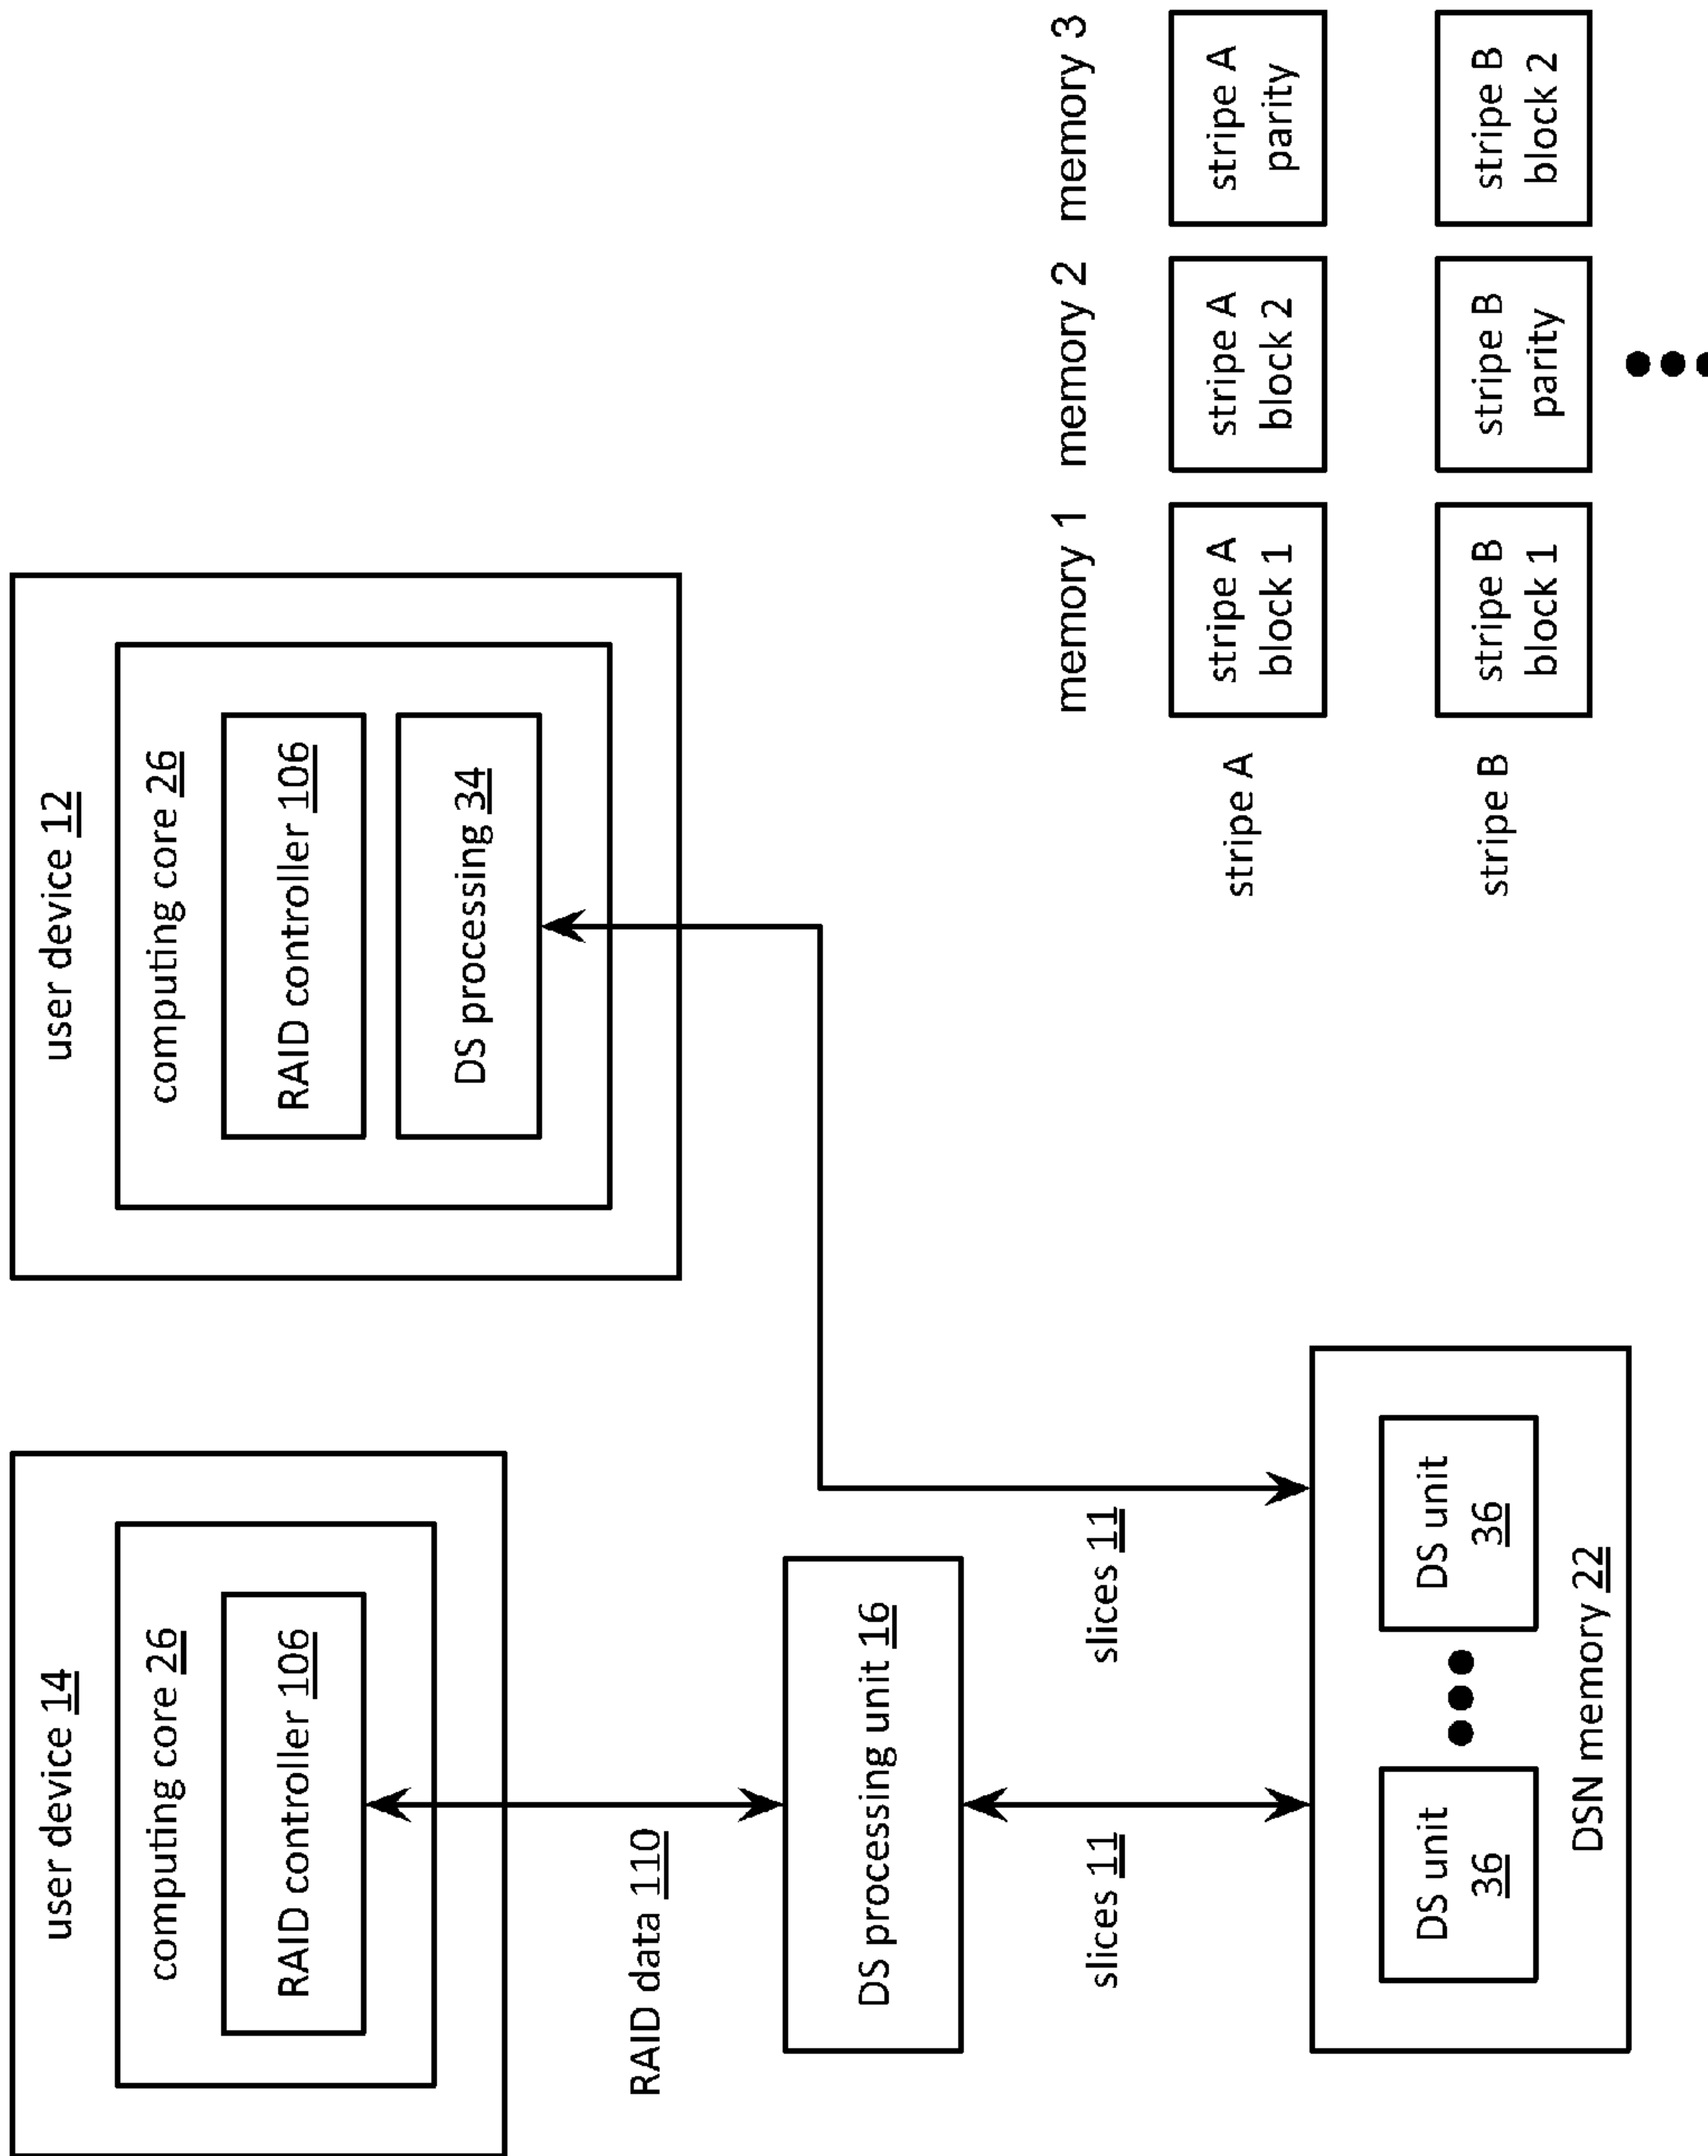 user device 14
computing core 26
RAID controller 106
RAID data 110
DS processing unit 16
slices 11
slices 11
DS unit
36
DS unit
36
DSN memory 22
user device 12
computing core 26
RAID controller 106
DS processing 34
memory 1 memory 2 memory 3
stripe A
stripe A
block 1
stripe A
block 2
stripe A
parity
stripe B
stripe B
block 1
stripe B
parity
stripe B
block 2